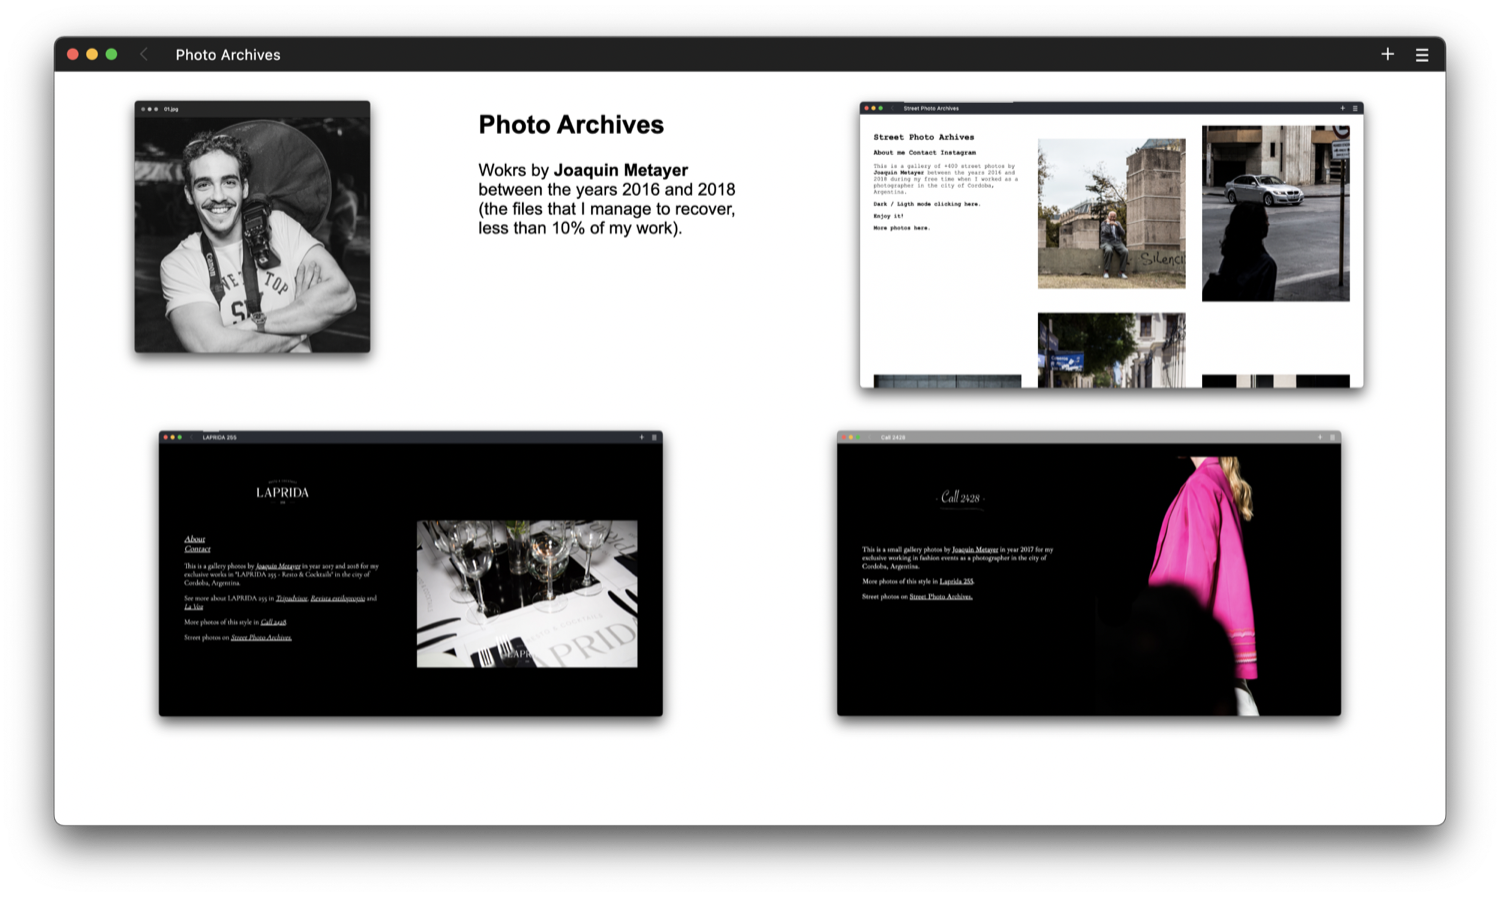 Photo Archives
01.jpg
Photo Archives
Wokrs by Joaquin Metayer
between the years 2016 and 2018
(the files that I manage to recover,
less than 10% of my work).
Canon
Street Photo Archives
Street Photo Arhives
About me Contact Instagram
This is a gallery of +400 street photos by
Joaquin Metayer between the years 2016 and
2018 during my free time when I worked as a
photographer in the city of Cordoba,
Argentina.
Dark / Ligth mode clicking here.
Enjoy it!
More photos here.
Silenci
LAPRIDA 255
LAPRIDA
About
Contact
This is a gallery photos by Joaquin Metayer in year 2017 and 2018 for my
exclusive works in "LAPRIDA 255 - Resto & Cocktails" in the city of
Cordoba, Argentina.
See more about LAPRIDA 255 in Tripadvisor, Revista estilopropio and
La Voz
More photos of this style in Call 2428
Street photos on Street Photo Archives.
LAPRIDA
Call 2428
· Call 2428 ·
This is a small gallery photos by Joaquin Metayer in year 2017 for my
exclusive working in fashion events as a photographer in the city of
Cordoba, Argentina.
More photos of this style in Laprida 255.
Street photos on Street Photo Archives.